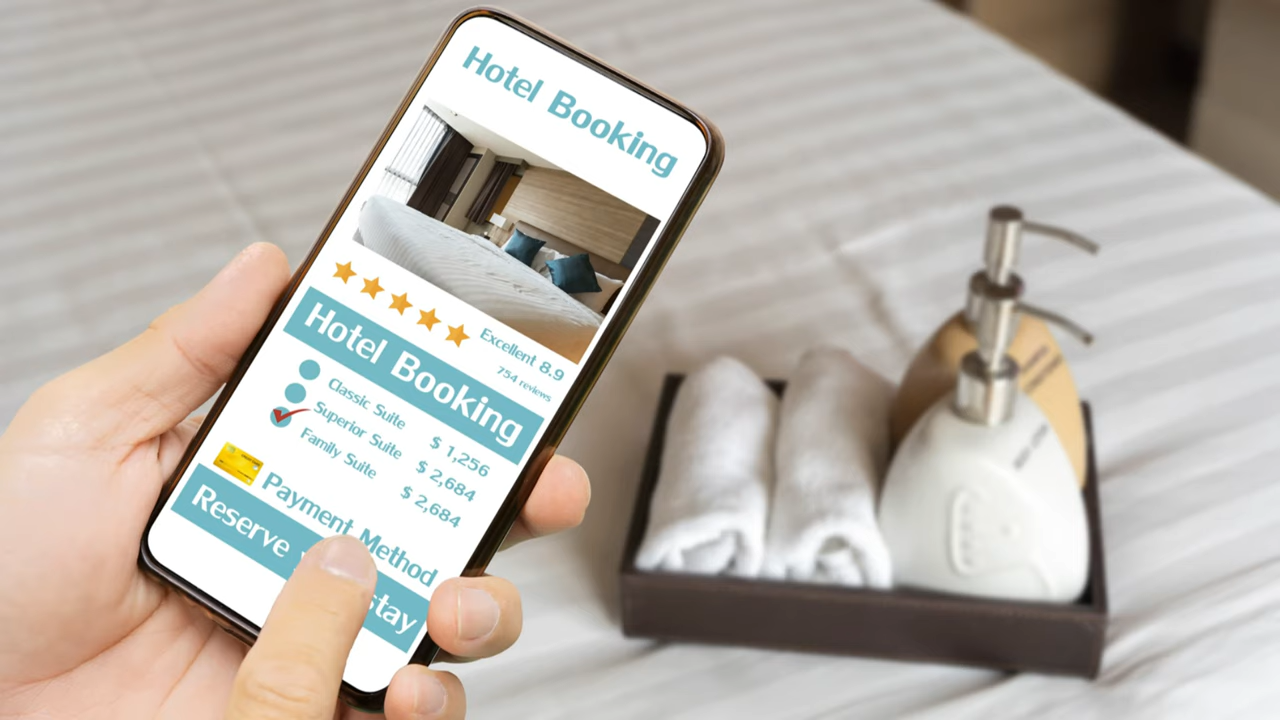 Hotel Booking
Excellent 8.9
754 reviews
Hotel Booking
Classic Suite $ 1,256
Superior Suite $ 2,684
Family Suite $ 2,684
Payment Method
Reserve stay